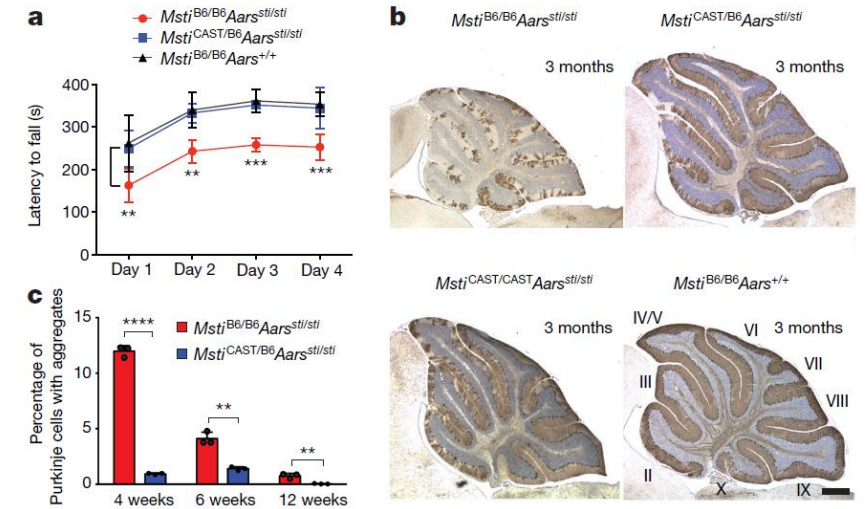 a
Msti^B6/B6 Aars^sti/sti
Msti^CAST/B6 Aars^sti/sti
Msti^B6/B6 Aars^+/+
Latency to fall (s)
400
300
200
100
0
**
**
***
***
Day 1 Day 2 Day 3 Day 4
b
Msti^B6/B6 Aars^sti/sti
3 months
Msti^CAST/B6 Aars^sti/sti
3 months
Msti^CAST/CAST Aars^sti/sti
3 months
Msti^B6/B6 Aars^+/+
3 months
IV/V
VI
VII
III
VIII
II
X
IX
c
Percentage of
Purkinje cells with aggregates
15
10
5
0
Msti^B6/B6 Aars^sti/sti
Msti^CAST/B6 Aars^sti/sti
****
**
**
4 weeks 6 weeks 12 weeks